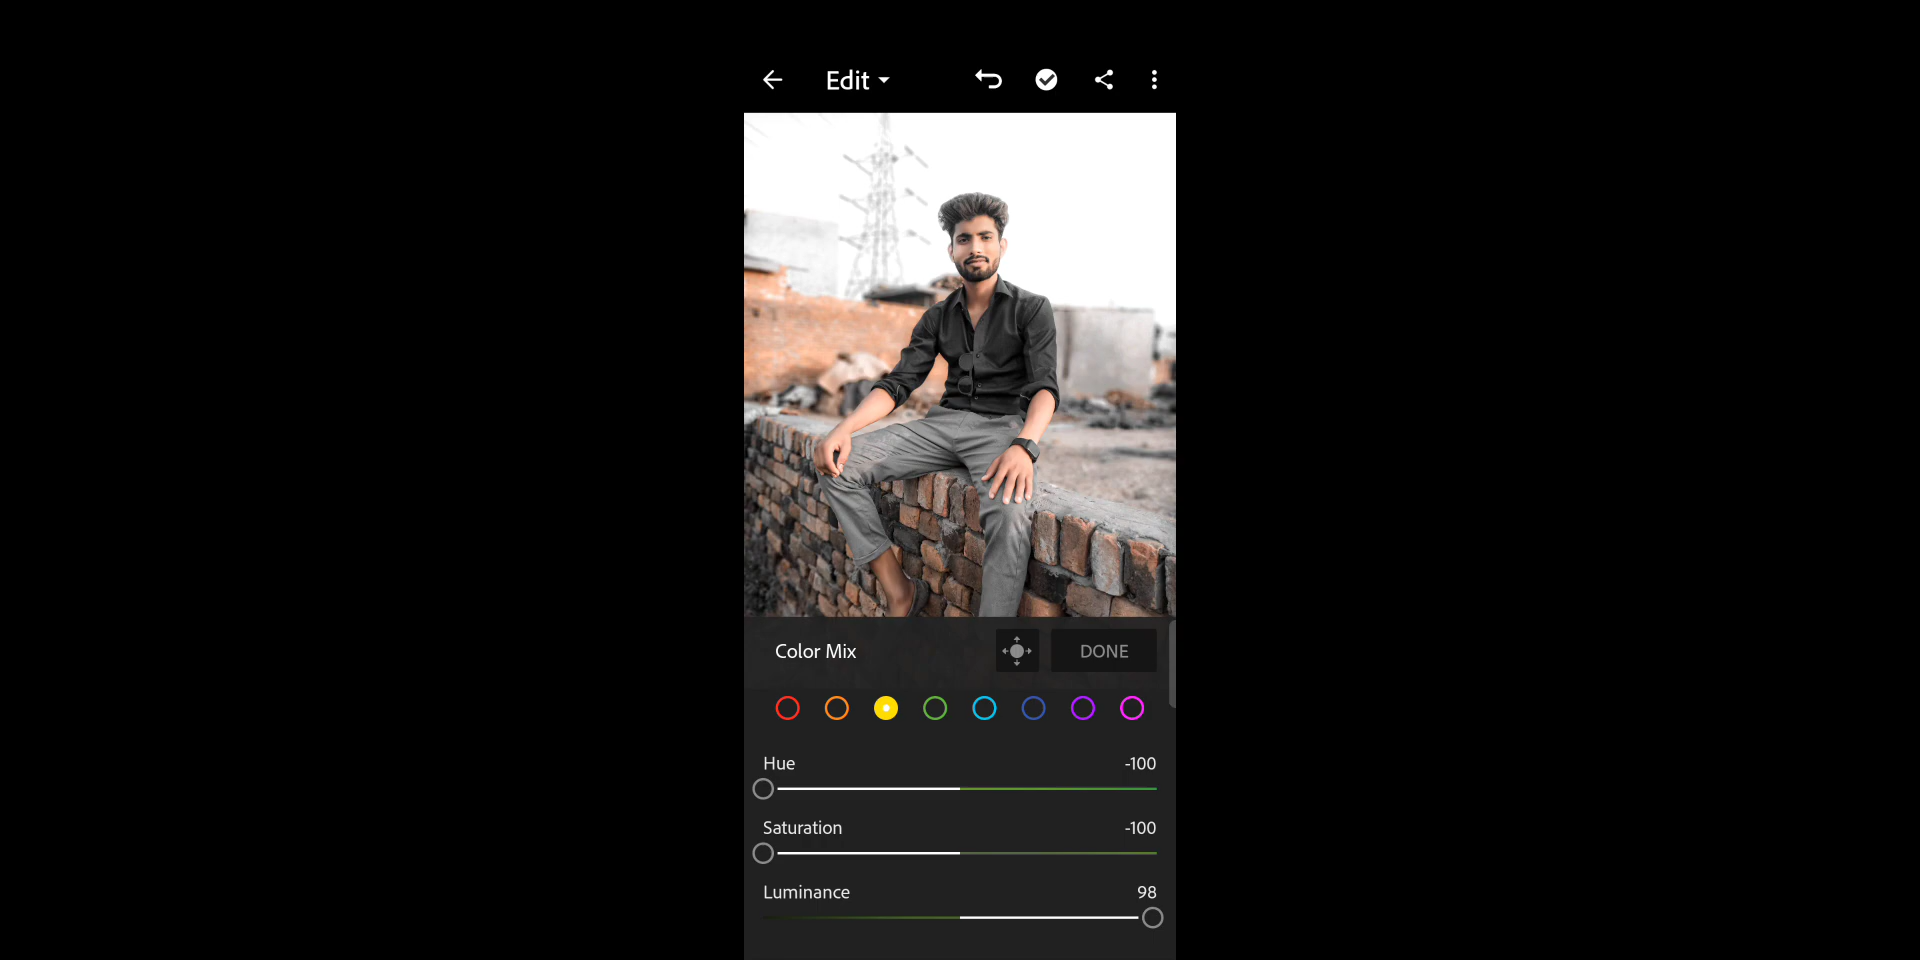 Edit
Color Mix
DONE
Hue -100
Saturation -100
Luminance 98